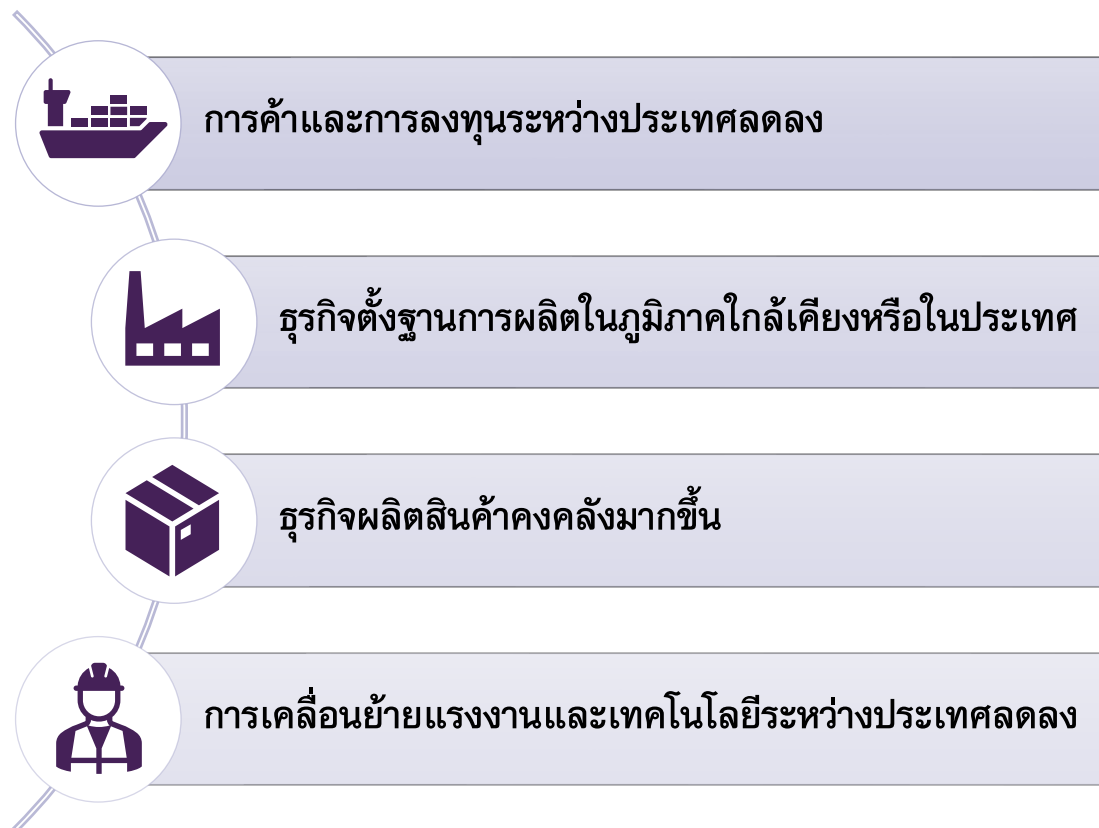 การค้าและการลงทุนระหว่างประเทศลดลง
ธุรกิจตั้งฐานการผลิตในภูมิภาคใกล้เคียงหรือในประเทศ
ธุรกิจผลิตสินค้าคงคลังมากขึ้น
การเคลื่อนย้ายแรงงานและเทคโนโลยีระหว่างประเทศลดลง